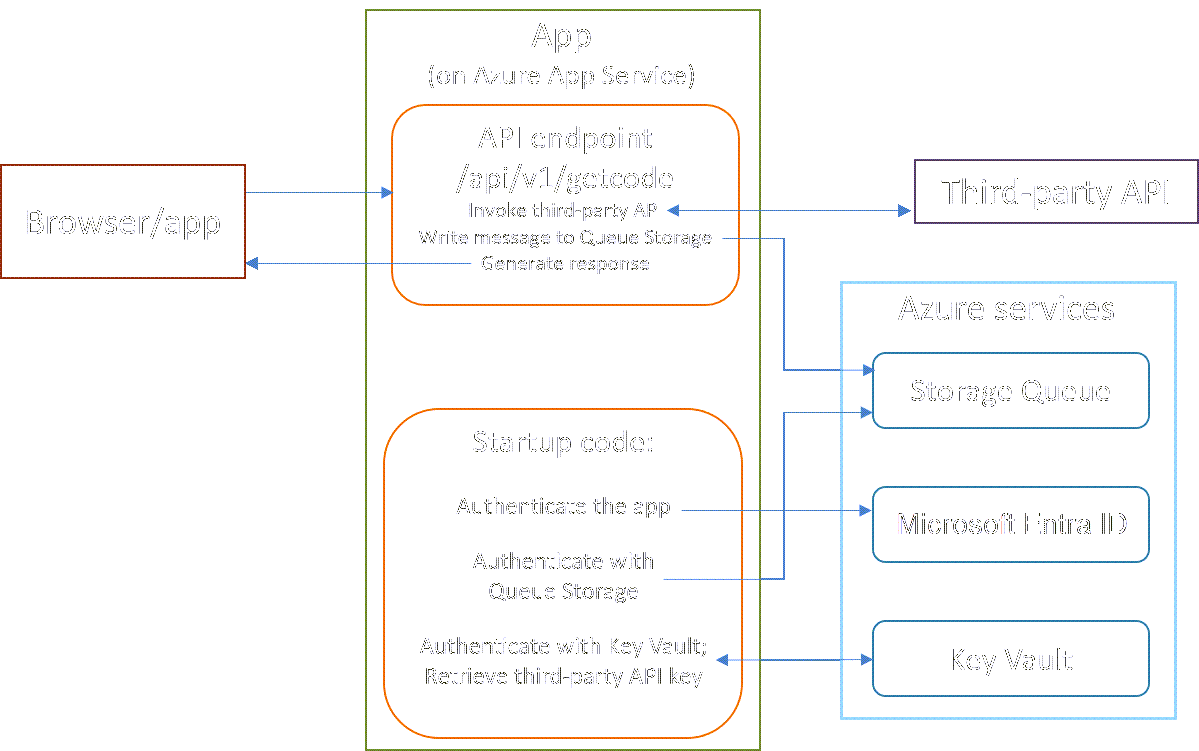 App
(on Azure App Service)
API endpoint
/api/v1/getcode
Invoke third-party AP
Write message to Queue Storage
Generate response
Browser/app
Third-party API
Azure services
Storage Queue
Microsoft Entra ID
Key Vault
Startup code:
Authenticate the app
Authenticate with
Queue Storage
Authenticate with Key Vault;
Retrieve third-party API key